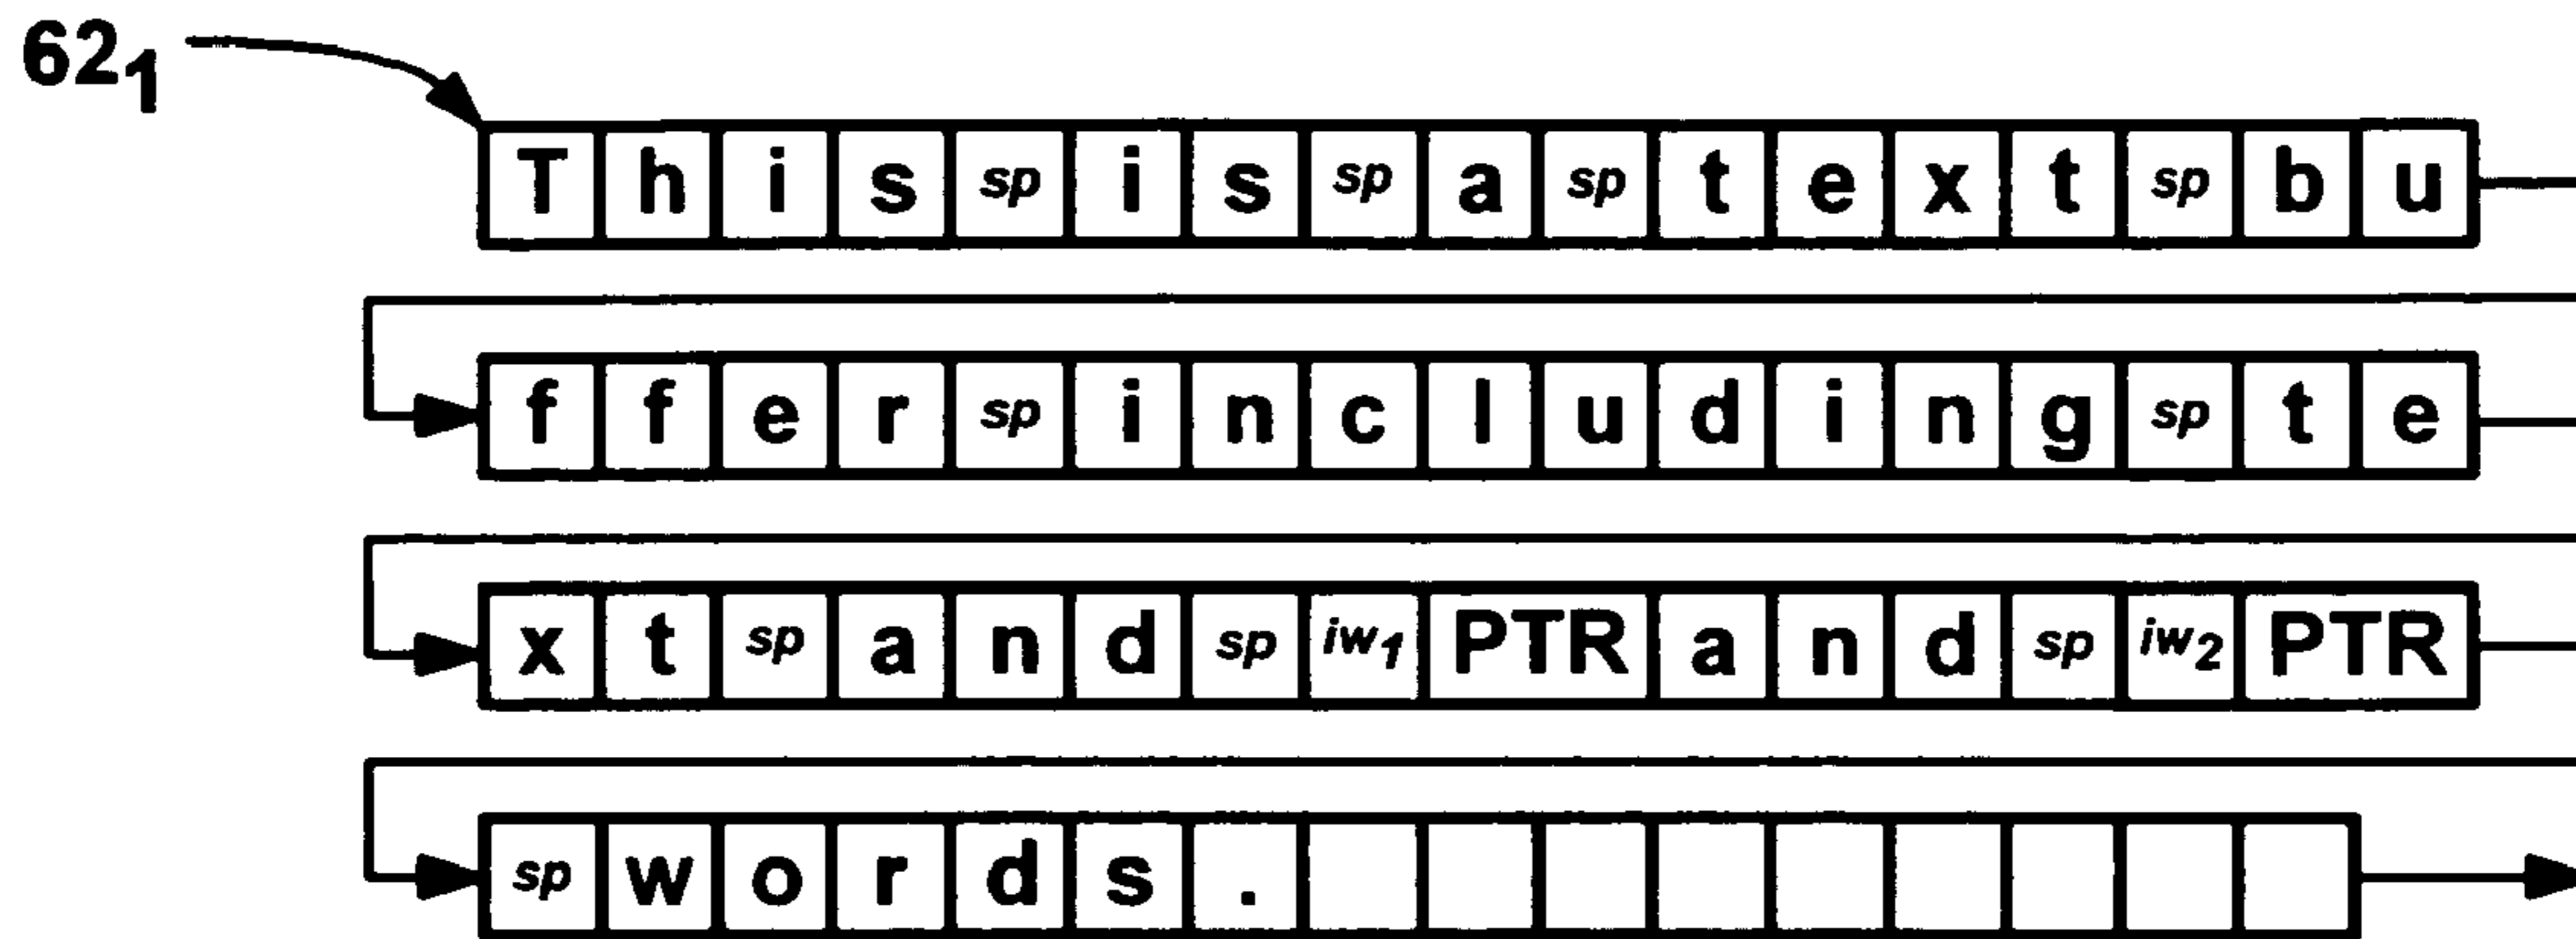 62₁
T h i s sp i s sp a sp t e x t sp b u
f f e r sp i n c l u d i n g sp t e
x t sp a n d sp iw₁ PTR a n d sp iw₂ PTR
sp w o r d s .